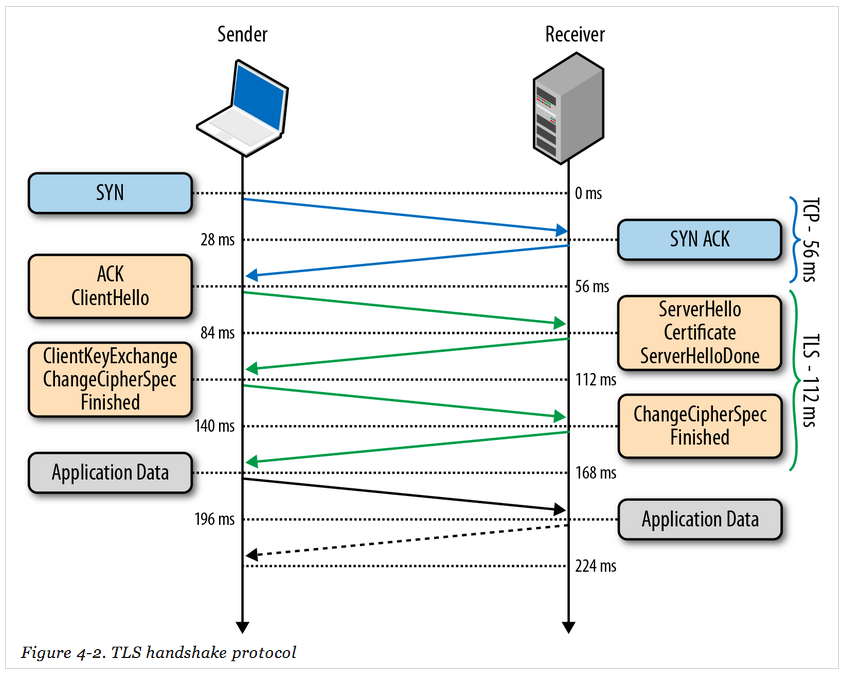 Sender
Receiver
SYN
0 ms
28 ms
SYN ACK
TCP - 56 ms
ACK
ClientHello
56 ms
84 ms
ServerHello
Certificate
ServerHelloDone
TLS - 112 ms
ClientKeyExchange
ChangeCipherSpec
Finished
112 ms
140 ms
ChangeCipherSpec
Finished
Application Data
168 ms
196 ms
Application Data
224 ms
Figure 4-2. TLS handshake protocol